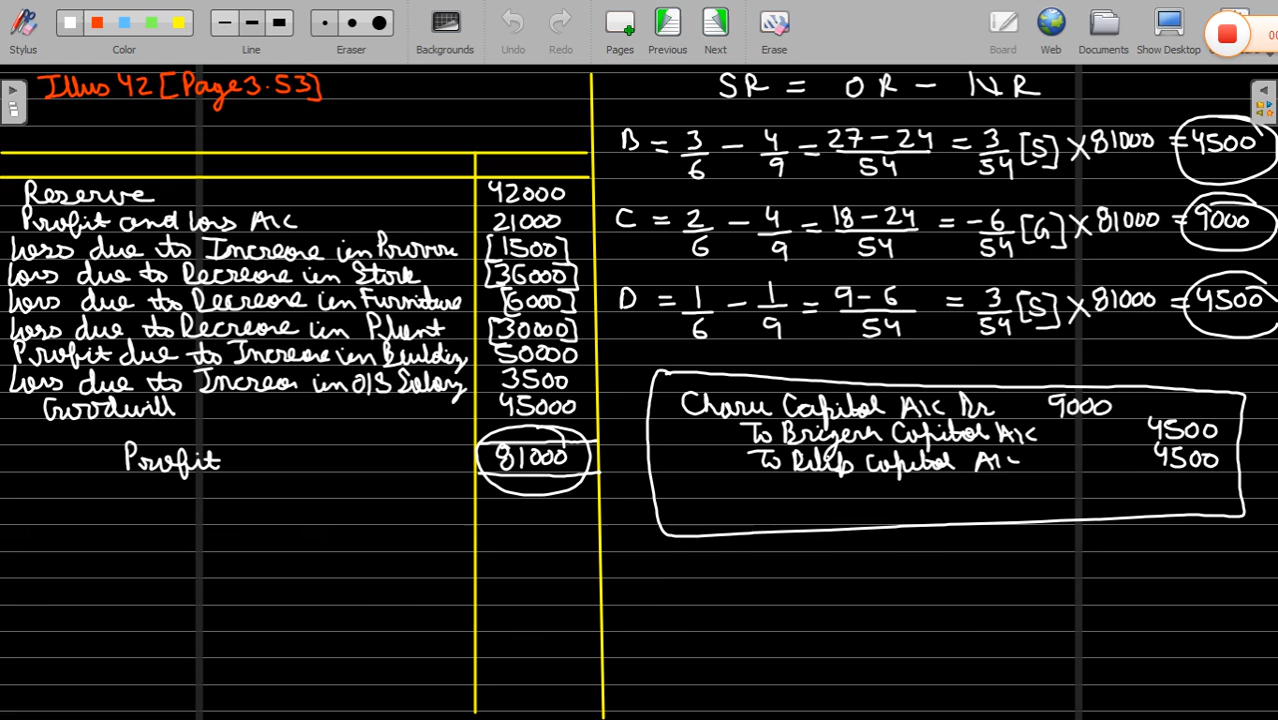 Stylus Color Line Eraser Backgrounds Undo Redo Pages Previous Next Erase Board Web Documents Show Desktop
Illus 42 [Page 3.53]
Reserve 42000
Profit and loss A/c 21000
Loss due to Increase in [1500]
Loss due to Decrease in Stock [36000]
Loss due to Decrease in Furniture [6000]
Loss due to Decrease in Plant [30000]
Profit due to Increase in Building 50000
Loss due to Increase in O/S Salary 3500
Goodwill 45000
Profit 81000
SR = OR - NR
B = 3/6 - 4/9 = 27-24/54 = 3/54 [S] X 81000 = 4500
C = 2/6 - 4/9 = 18-24/54 = -6/54 [G] X 81000 = 9000
D = 1/6 - 1/9 = 9-6/54 = 3/54 [S] X 81000 = 4500
Charu Capital A/c Dr 9000
To Brijesh Capital A/c 4500
To Dilip Capital A/c 4500